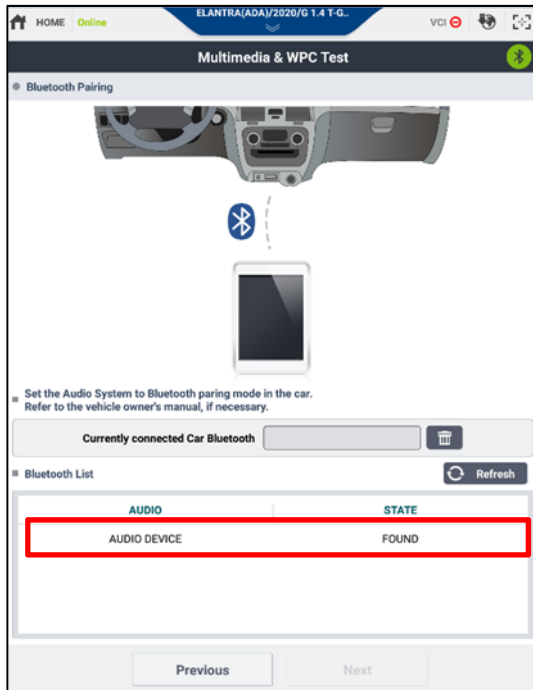 HOME Online
ELANTRA(ADA)/2020/G 1.4 T-G..
VCI
Multimedia & WPC Test
Bluetooth Pairing
Set the Audio System to Bluetooth paring mode in the car.
Refer to the vehicle owner's manual, if necessary.
Currently connected Car Bluetooth
Bluetooth List
Refresh
AUDIO STATE
AUDIO DEVICE FOUND
Previous Next